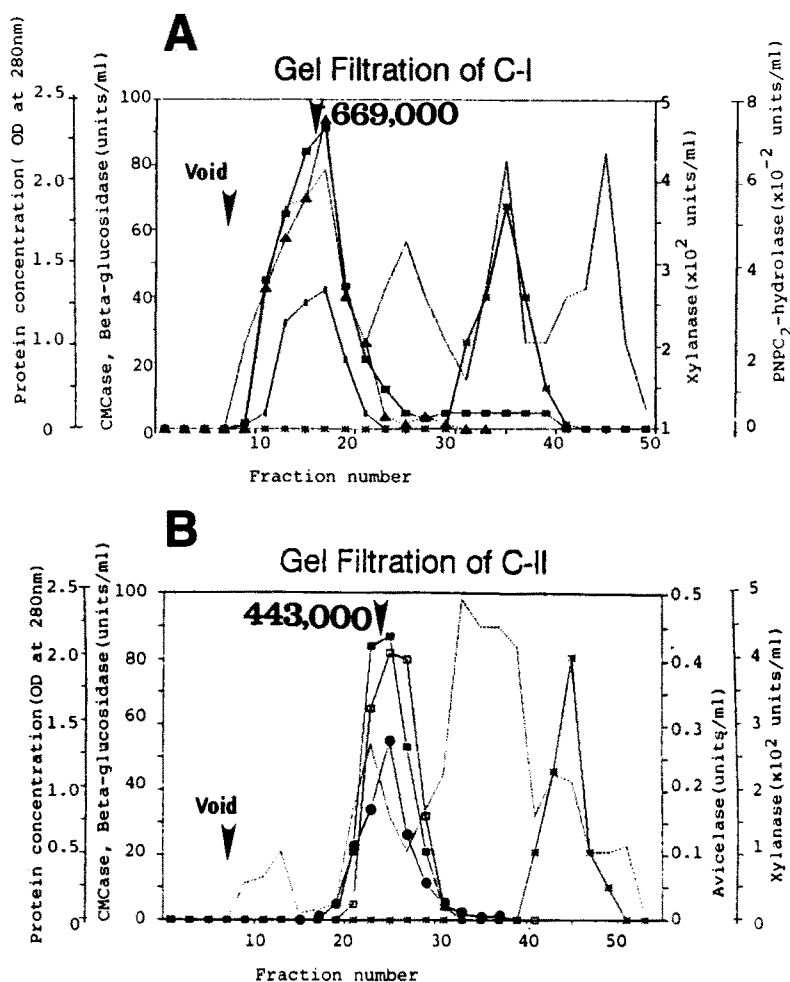 A
Gel Filtration of C-I
Protein concentration( OD at 280nm)
2.5
2.0
1.5
1.0
0
CMCase, Beta-glucosidase(units/ml)
100
80
60
40
20
0
Void
669,000
5
4
3
2
1
Xylanase(x10² units/ml)
8
6
4
2
0
PNPC₂-hydrolase(x10⁻² units/ml)
10 20 30 40 50
Fraction number
B
Gel Filtration of C-II
Protein concentration(OD at 280nm)
2.5
2.0
1.5
1.0
0.5
0
CMCase, Beta-glucosidase(units/ml)
100
80
60
40
20
0
Void
443,000
0.5
0.4
0.3
0.2
0.1
0
Avicelase(units/ml)
5
4
3
2
1
0
Xylanase(x10² units/ml)
10 20 30 40 50
Fraction number